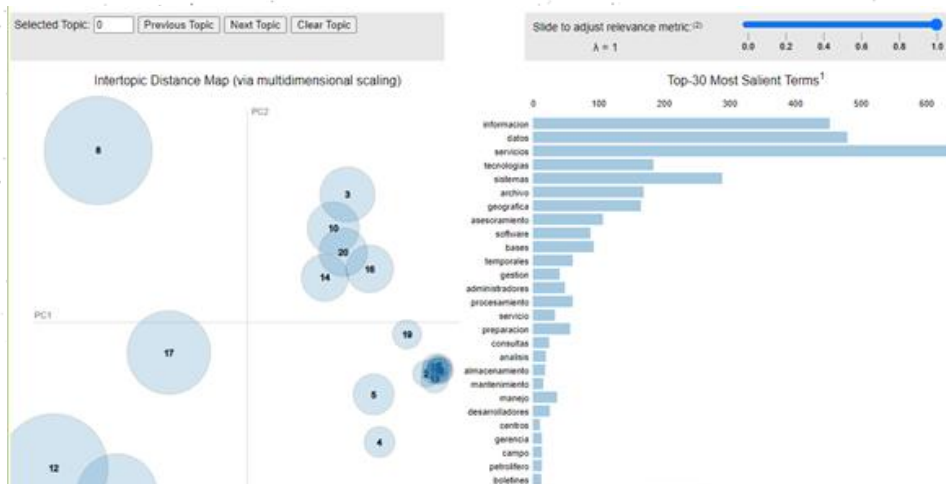 Selected Topic: 0 Previous Topic Next Topic Clear Topic
Slide to adjust relevance metric:(2)
λ = 1
0.0 0.2 0.4 0.6 0.8 1.0
Intertopic Distance Map (via multidimensional scaling)
PC2
PC1
3
10
20
14
17
19
5
4
12
Top-30 Most Salient Terms1
0 100 200 300 400 500 600
informacion
datos
servicios
tecnologias
sistemas
archivo
geografica
asesoramiento
software
bases
temporales
gestion
administradores
procesamiento
servicio
preparacion
consultas
analisis
almacenamiento
mantenimiento
manejo
desarrolladores
centros
gerencia
campo
petrolifero
boletines